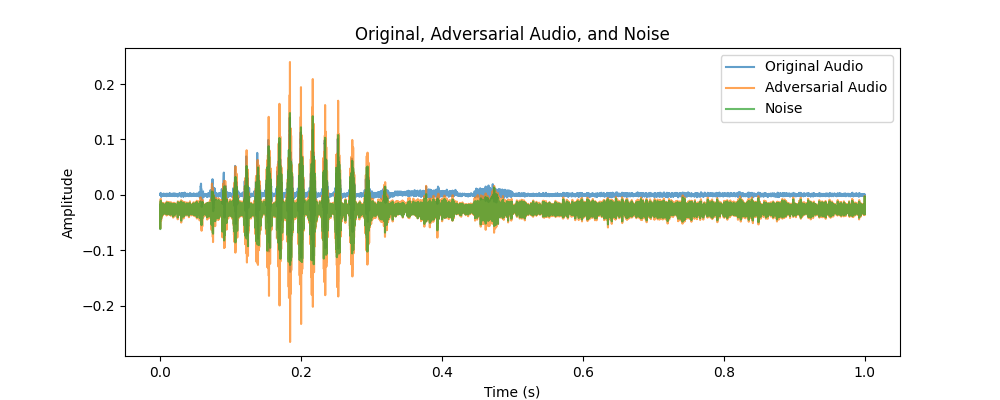 Original, Adversarial Audio, and Noise
Original Audio
Adversarial Audio
Noise
Amplitude
0.2
0.1
0.0
−0.1
−0.2
0.0
0.2
0.4
0.6
0.8
1.0
Time (s)